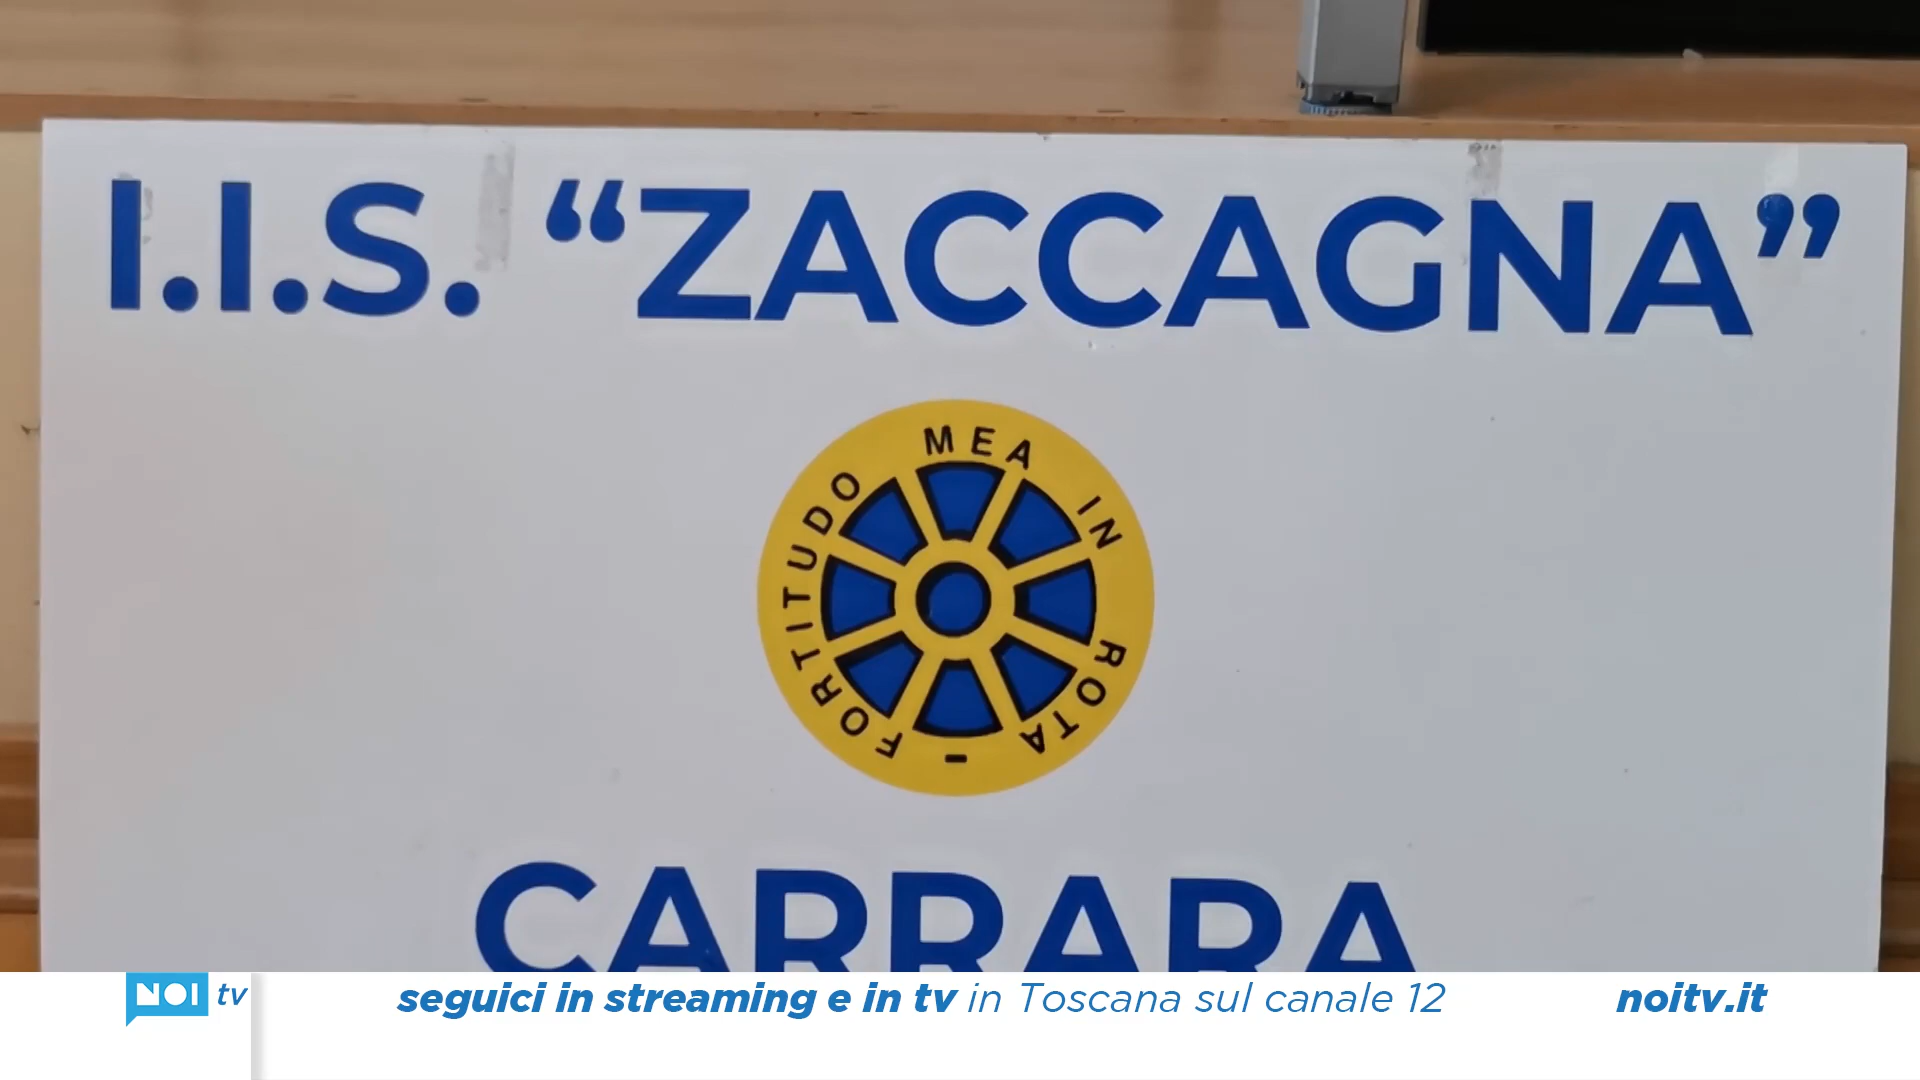 I.I.S. “ZACCAGNA”
FORTITUDO MEA IN ROTA -
CARRARA
NOI tv
seguici in streaming e in tv in Toscana sul canale 12
noitv.it